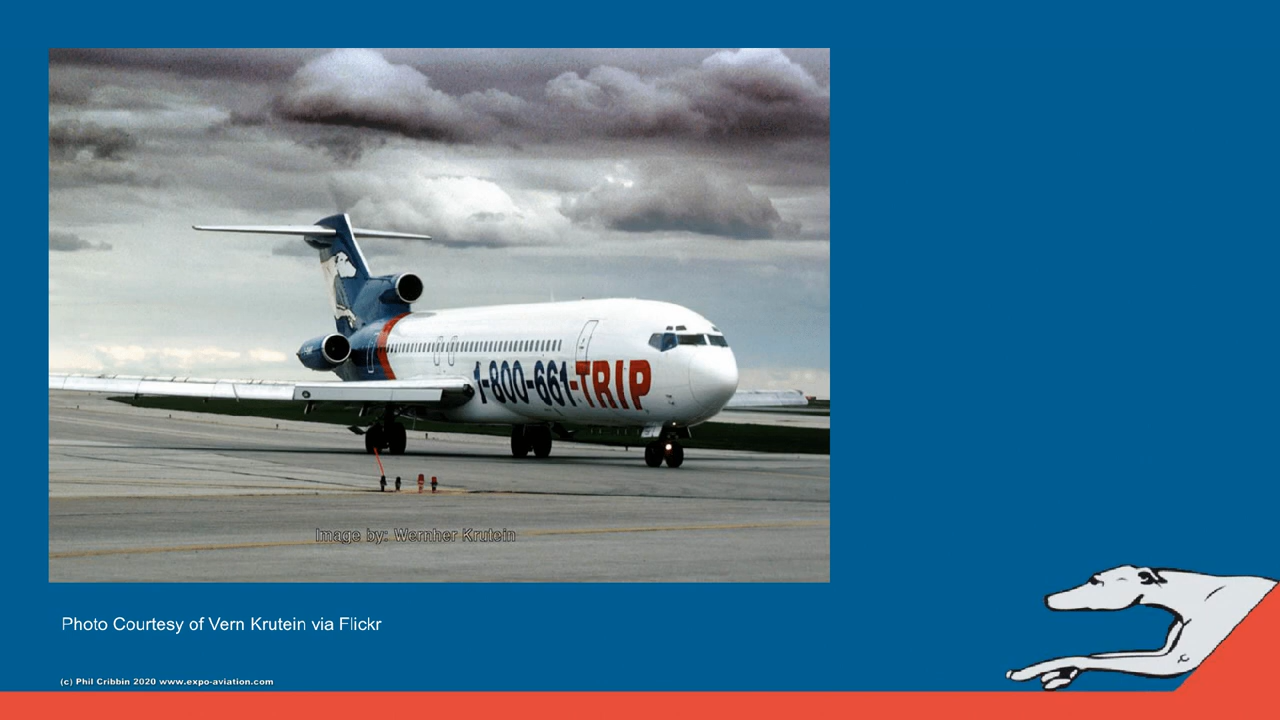 1-800-661-TRIP
Image by: Wernher Krutein
Photo Courtesy of Vern Krutein via Flickr
(c) Phil Cribbin 2020 www.expo-aviation.com